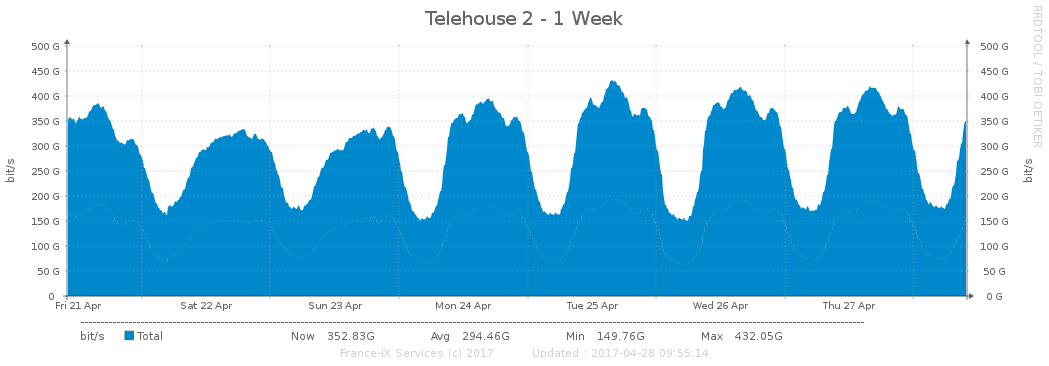 Telehouse 2 - 1 Week
RRDTOOL / TOBI OETIKER
500 G 500 G
450 G 450 G
400 G 400 G
350 G 350 G
300 G 300 G
250 G 250 G
200 G 200 G
150 G 150 G
100 G 100 G
50 G 50 G
0 0 G
bit/s bit/s
Fri 21 Apr Sat 22 Apr Sun 23 Apr Mon 24 Apr Tue 25 Apr Wed 26 Apr Thu 27 Apr
bit/s Total Now 352.83G Avg 294.46G Min 149.76G Max 432.05G
France-IX Services (c) 2017 Updated : 2017-04-28 09:55:14